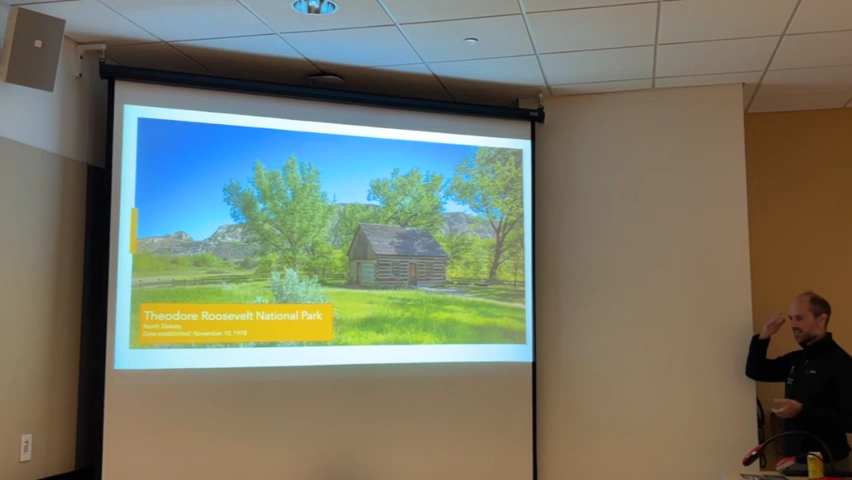 Theodore Roosevelt National Park
North Dakota
Date established: November 10, 1978